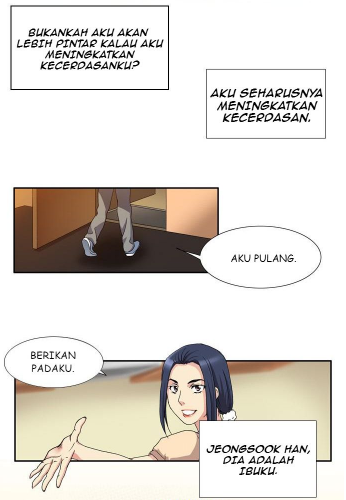 BUKANKAH AKU AKAN
LEBIH PINTAR KALAU AKU
MENINGKATKAN
KECERDASANKU?
AKU SEHARUSNYA
MENINGKATKAN
KECERDASAN.
AKU PULANG.
BERIKAN
PADAKU.
JEONGSOOK HAN,
DIA ADALAH
IBUKU.